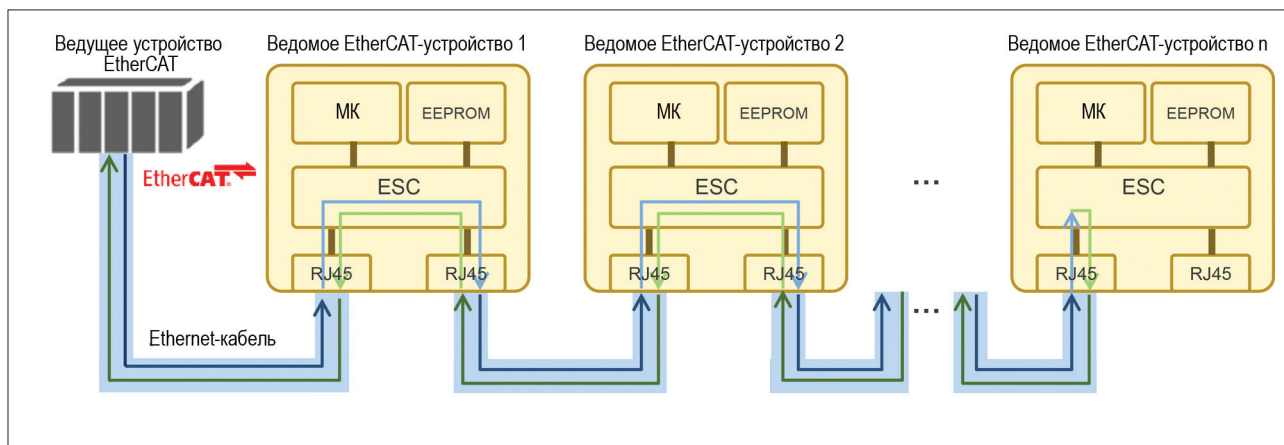 Ведущее устройство
EtherCAT
Ведомое EtherCAT-устройство 1
Ведомое EtherCAT-устройство 2
Ведомое EtherCAT-устройство n
МК
EEPROM
МК
EEPROM
МК
EEPROM
EtherCAT®
ESC
ESC
...
ESC
RJ45
RJ45
RJ45
RJ45
RJ45
RJ45
...
Ethernet-кабель